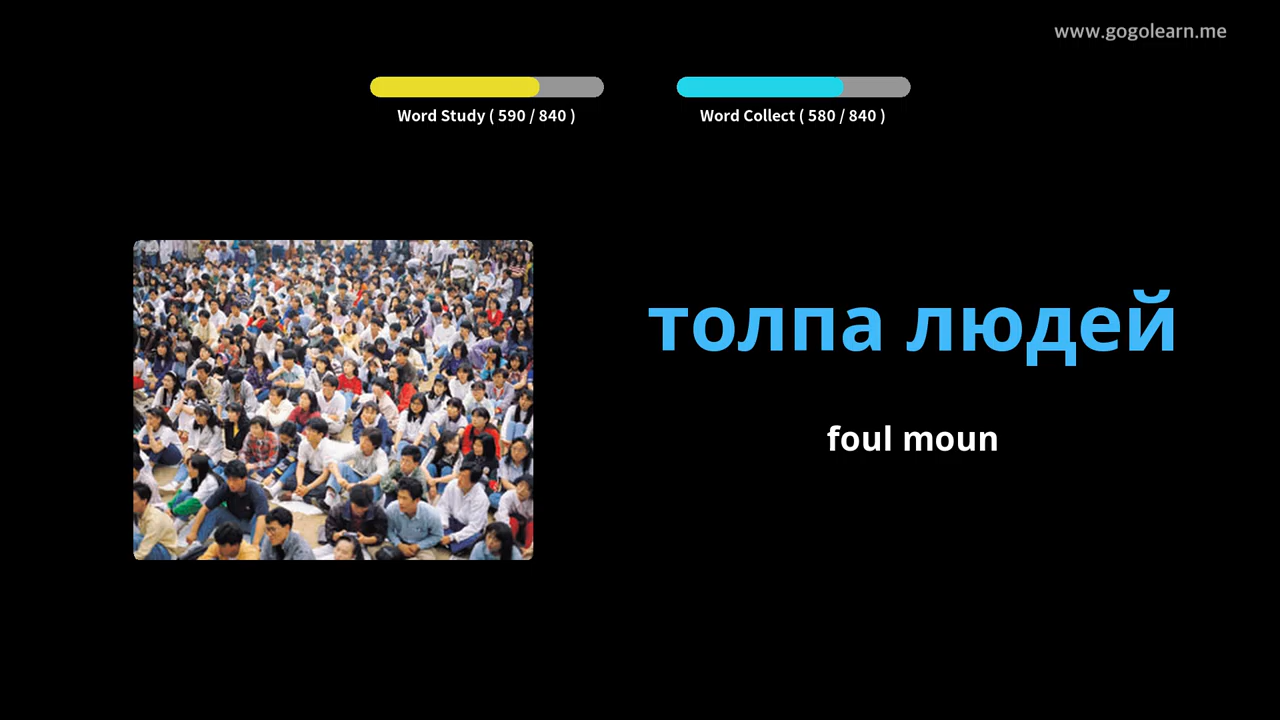 www.gogolearn.me
Word Study ( 590 / 840 )
Word Collect ( 580 / 840 )
толпа людей
foul moun